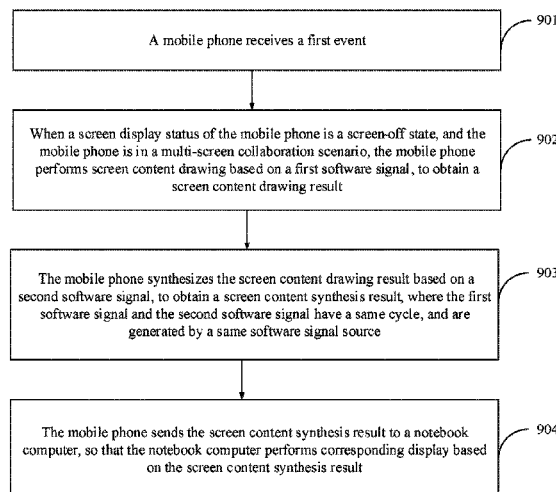 901
A mobile phone receives a first event
When a screen display status of the mobile phone is a screen-off state, and the
mobile phone is in a multi-screen collaboration scenario, the mobile phone
performs screen content drawing based on a first software signal, to obtain a
screen content drawing result
902
The mobile phone synthesizes the screen content drawing result based on a
second software signal, to obtain a screen content synthesis result, where the first
software signal and the second software signal have a same cycle, and are
generated by a same software signal source
903
The mobile phone sends the screen content synthesis result to a notebook
computer, so that the notebook computer performs corresponding display based
on the screen content synthesis result
904